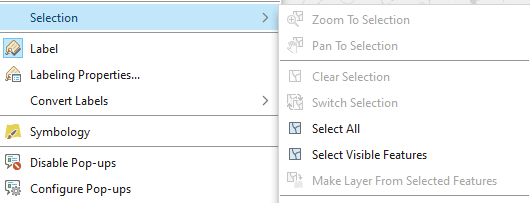 Selection
Label
Labeling Properties...
Convert Labels
Symbology
Disable Pop-ups
Configure Pop-ups
Zoom To Selection
Pan To Selection
Clear Selection
Switch Selection
Select All
Select Visible Features
Make Layer From Selected Features